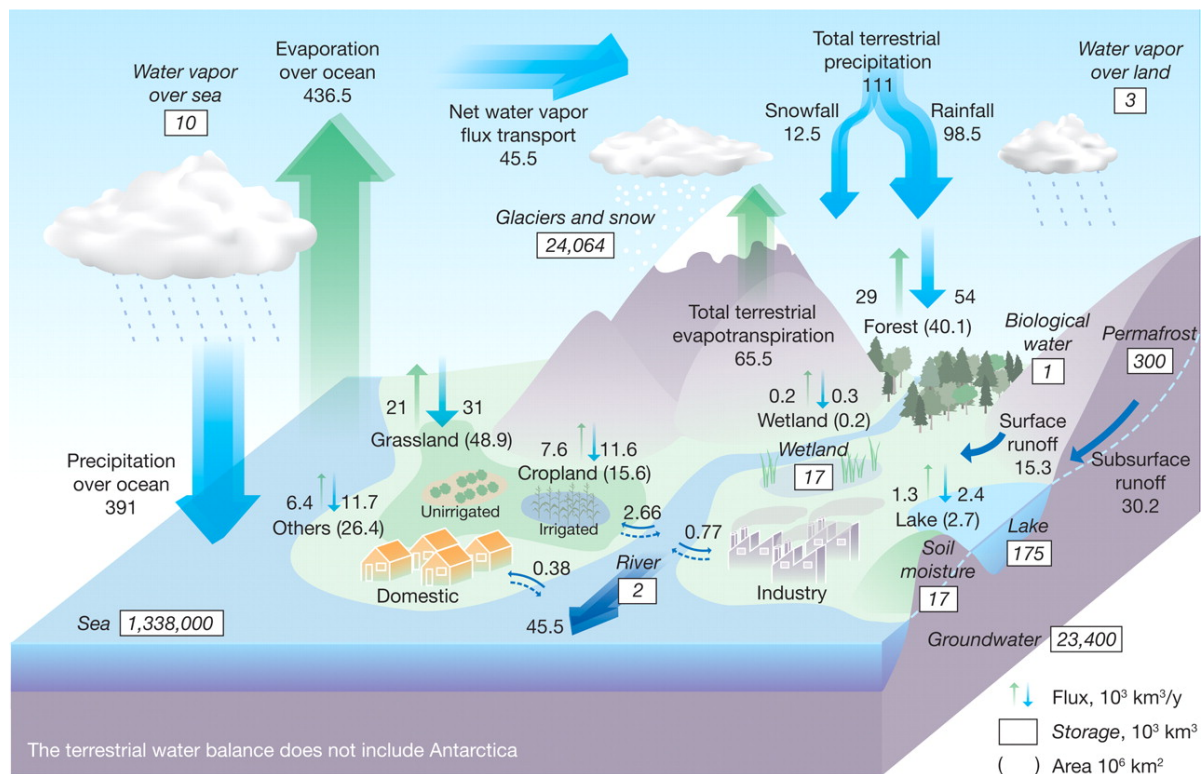 Water vapor
over sea
10
Evaporation
over ocean
436.5
Net water vapor
flux transport
45.5
Total terrestrial
precipitation
111
Snowfall
12.5
Rainfall
98.5
Water vapor
over land
3
Glaciers and snow
24,064
Total terrestrial
evapotranspiration
65.5
29 54
Forest (40.1)
Biological
water
1
Permafrost
300
Precipitation
over ocean
391
21 31
Grassland (48.9)
7.6 11.6
Cropland (15.6)
0.2 0.3
Wetland (0.2)
Wetland
17
Surface
runoff
15.3
Subsurface
runoff
30.2
6.4 11.7
Others (26.4)
Unirrigated
Irrigated
2.66
0.77
1.3 2.4
Lake (2.7)
Lake
175
Soil
moisture
17
Domestic
0.38
River
2
45.5
Industry
Sea 1,338,000
Groundwater 23,400
Flux, 10³ km³/y
Storage, 10³ km³
( ) Area 10⁶ km²
The terrestrial water balance does not include Antarctica